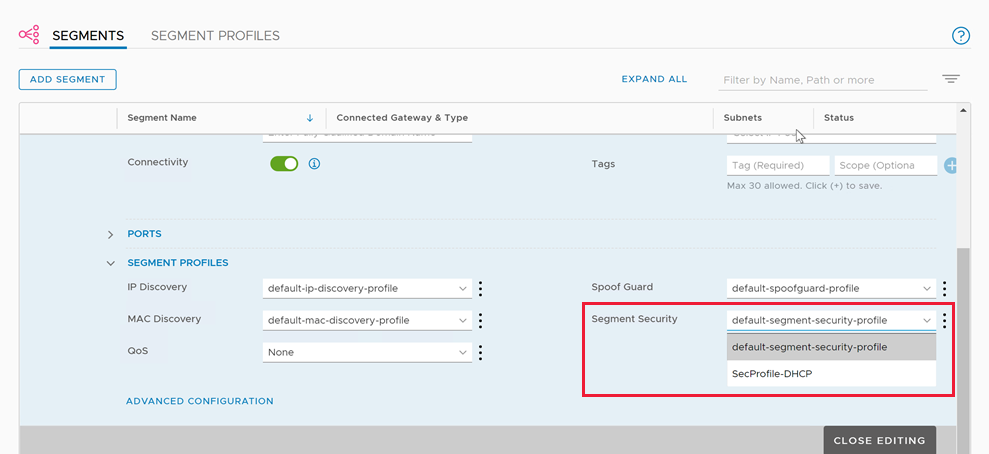 SEGMENTS SEGMENT PROFILES ?
ADD SEGMENT EXPAND ALL Filter by Name, Path or more
Segment Name Connected Gateway & Type Subnets Status
Connectivity Tags Tag (Required) Scope (Optiona
Max 30 allowed. Click (+) to save.
PORTS
SEGMENT PROFILES
IP Discovery default-ip-discovery-profile Spoof Guard default-spoofguard-profile
MAC Discovery default-mac-discovery-profile Segment Security default-segment-security-profile
QoS None default-segment-security-profile
SecProfile-DHCP
ADVANCED CONFIGURATION
CLOSE EDITING